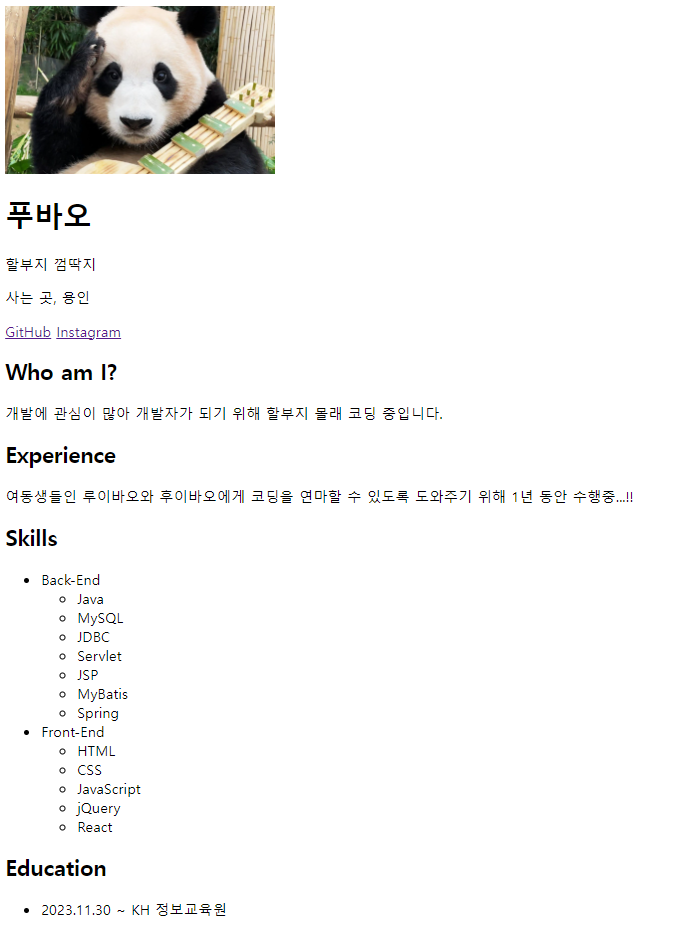 푸바오
할부지 껌딱지
사는 곳, 용인
GitHub Instagram
Who am I?
개발에 관심이 많아 개발자가 되기 위해 할부지 몰래 코딩 중입니다.
Experience
여동생들인 루이바오와 후이바오에게 코딩을 연마할 수 있도록 도와주기 위해 1년 동안 수행중...!!
Skills
Back-End
Java
MySQL
JDBC
Servlet
JSP
MyBatis
Spring
Front-End
HTML
CSS
JavaScript
jQuery
React
Education
2023.11.30 ~ KH 정보교육원